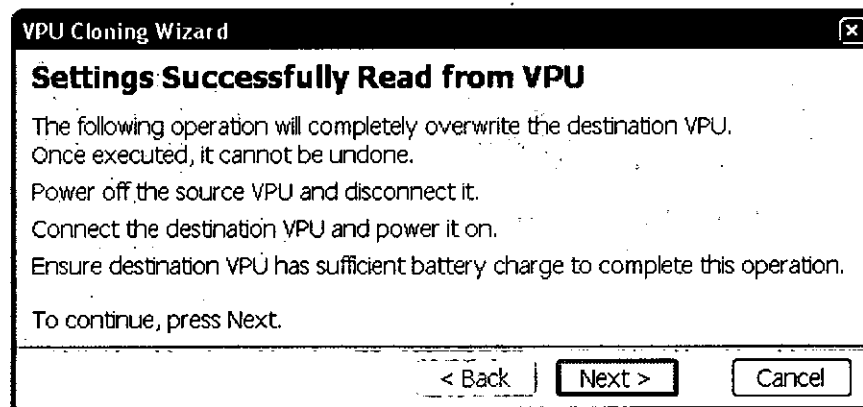 VPU Cloning Wizard
Settings Successfully Read from VPU
The following operation will completely overwrite the destination VPU.
Once executed, it cannot be undone.
Power off the source VPU and disconnect it.
Connect the destination VPU and power it on.
Ensure destination VPU has sufficient battery charge to complete this operation.
To continue, press Next.
< Back Next > Cancel